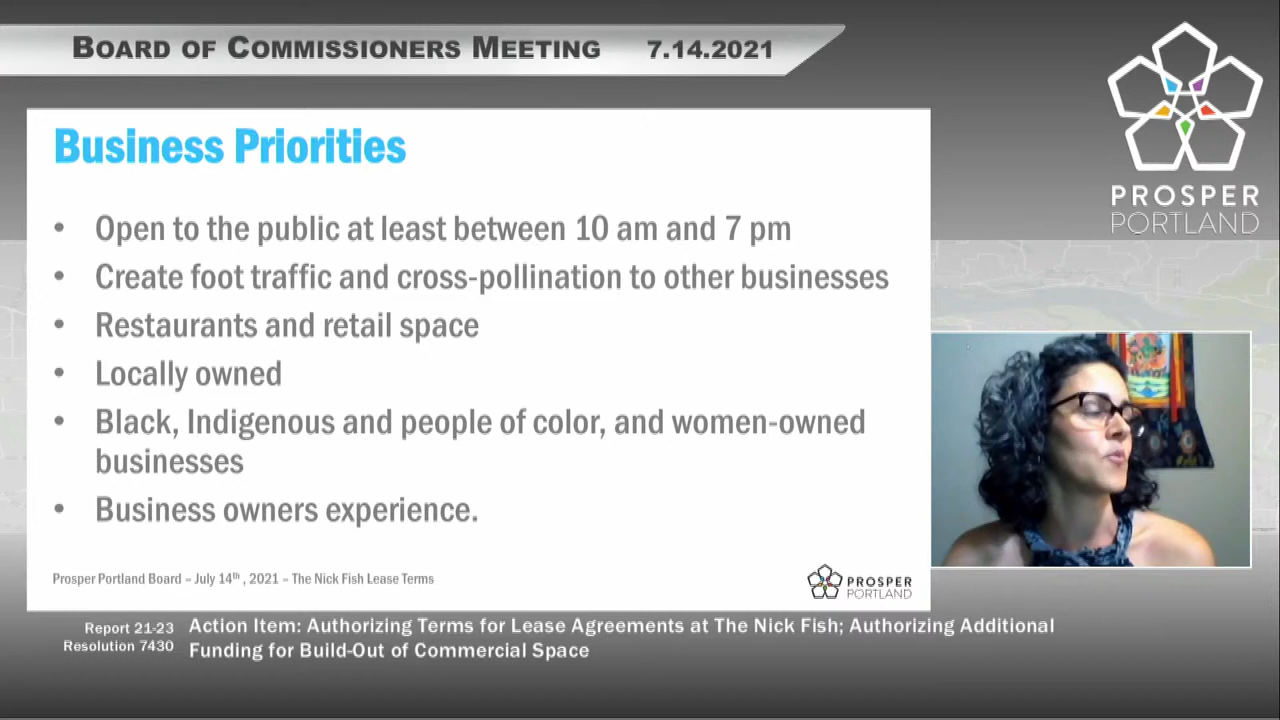 BOARD OF COMMISSIONERS MEETING 7.14.2021
PROSPER
PORTLAND
Business Priorities
• Open to the public at least between 10 am and 7 pm
• Create foot traffic and cross-pollination to other businesses
• Restaurants and retail space
• Locally owned
• Black, Indigenous and people of color, and women-owned
businesses
• Business owners experience.
Prosper Portland Board – July 14th , 2021 – The Nick Fish Lease Terms
PROSPER
PORTLAND
Report 21-23
Resolution 7430
Action Item: Authorizing Terms for Lease Agreements at The Nick Fish; Authorizing Additional
Funding for Build-Out of Commercial Space